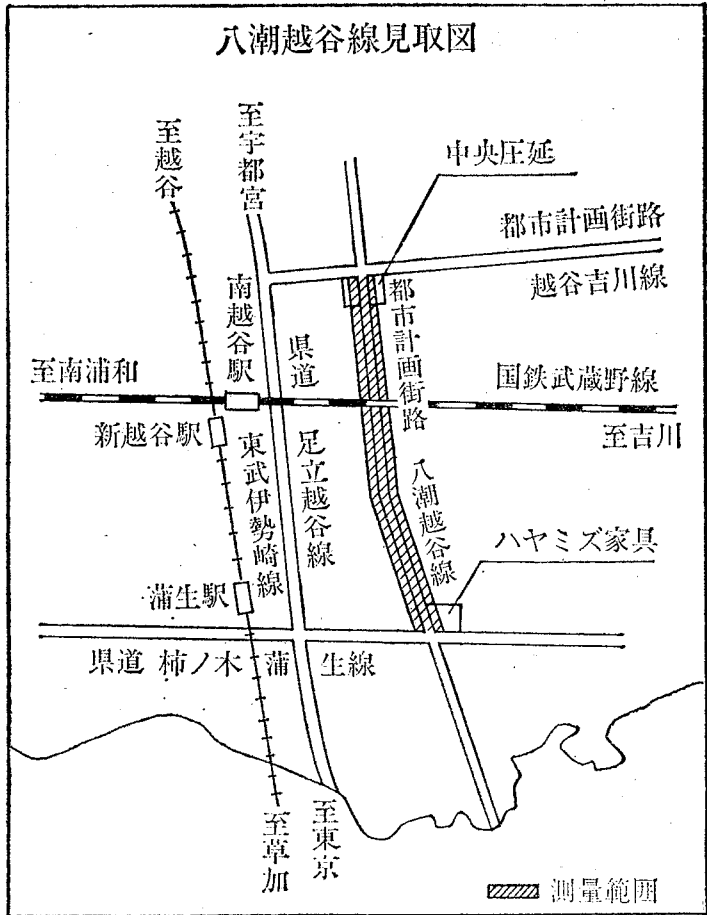 八潮越谷線見取図
至越谷
至宇都宮
中央圧延
都市計画街路
越谷吉川線
南越谷駅
県道
都市計画街路
至南浦和
国鉄武蔵野線
新越谷駅
至吉川
東武伊勢崎線
足立越谷線
八潮越谷線
ハヤミズ家具
蒲生駅
県道 柿ノ木 蒲 生線
至草加
至東京
測量範囲